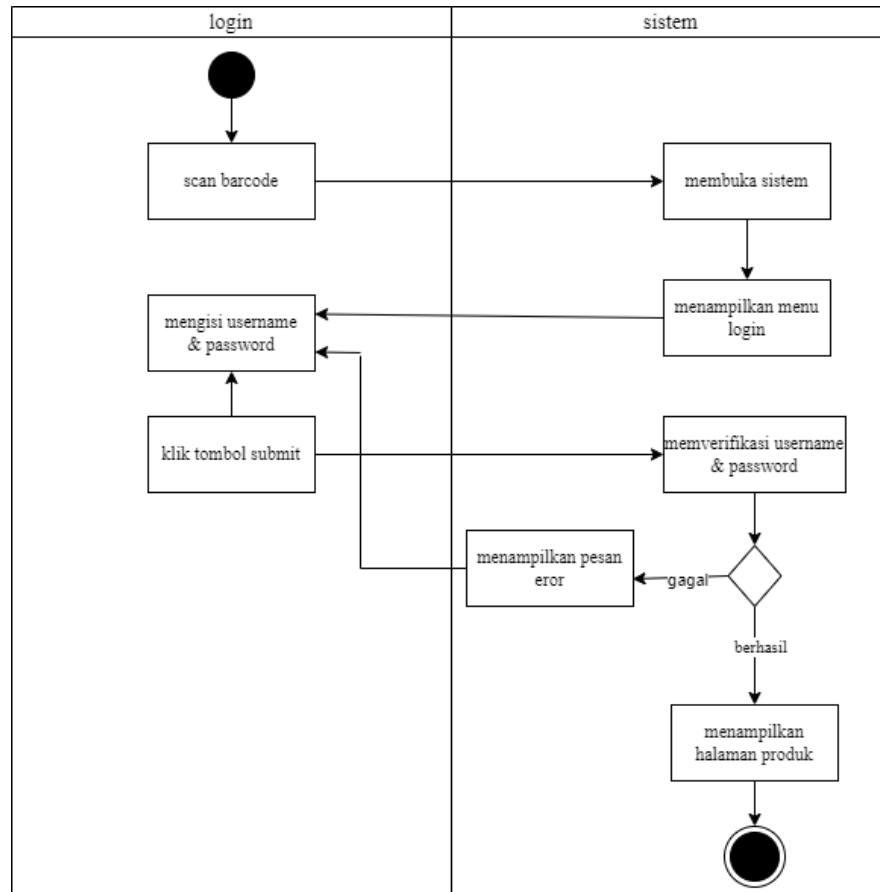 login
sistem
scan barcode
membuka sistem
mengisi username
& password
menampilkan menu
login
klik tombol submit
memverifikasi username
& password
menampilkan pesan
eror
gagal
berhasil
menampilkan
halaman produk